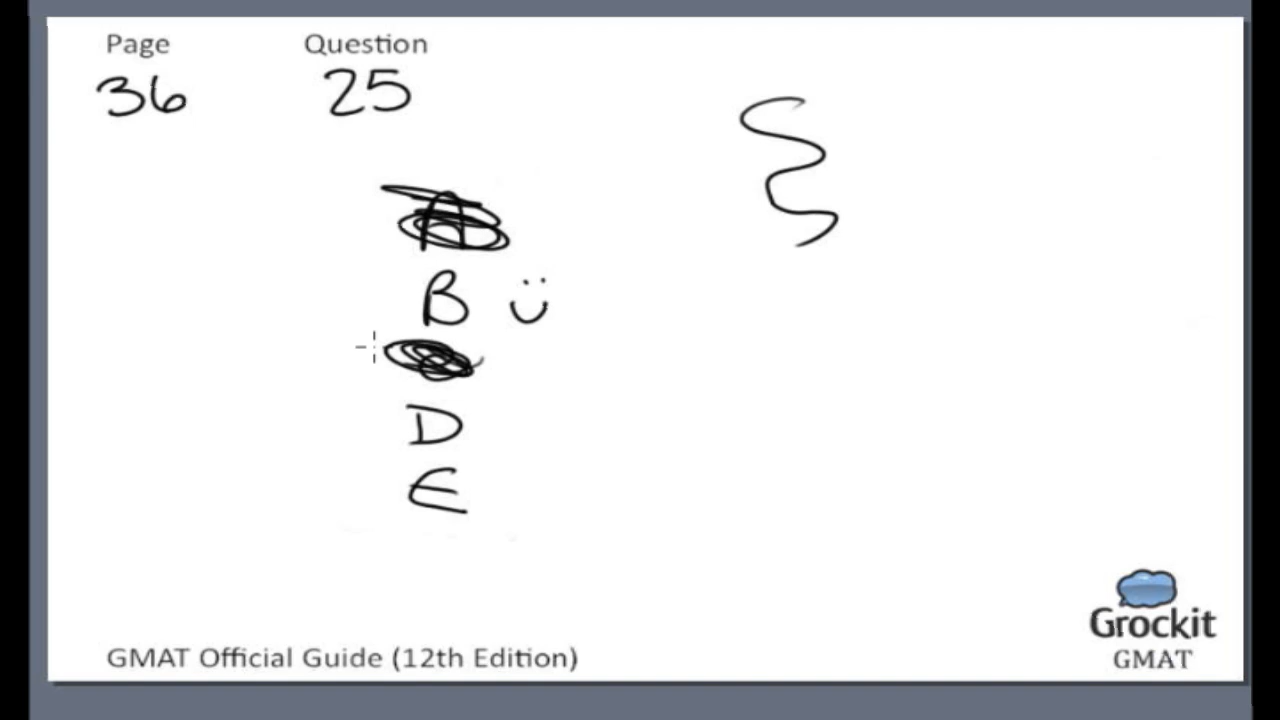 Page Question
36 25
A
B
D
E
Grockit
GMAT
GMAT Official Guide (12th Edition)